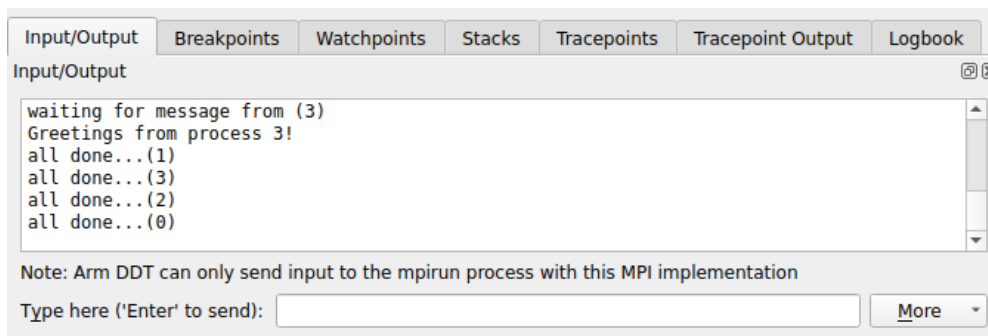 Input/Output Breakpoints Watchpoints Stacks Tracepoints Tracepoint Output Logbook
Input/Output
waiting for message from (3)
Greetings from process 3!
all done...(1)
all done...(3)
all done...(2)
all done...(0)
Note: Arm DDT can only send input to the mpirun process with this MPI implementation
Type here ('Enter' to send): More